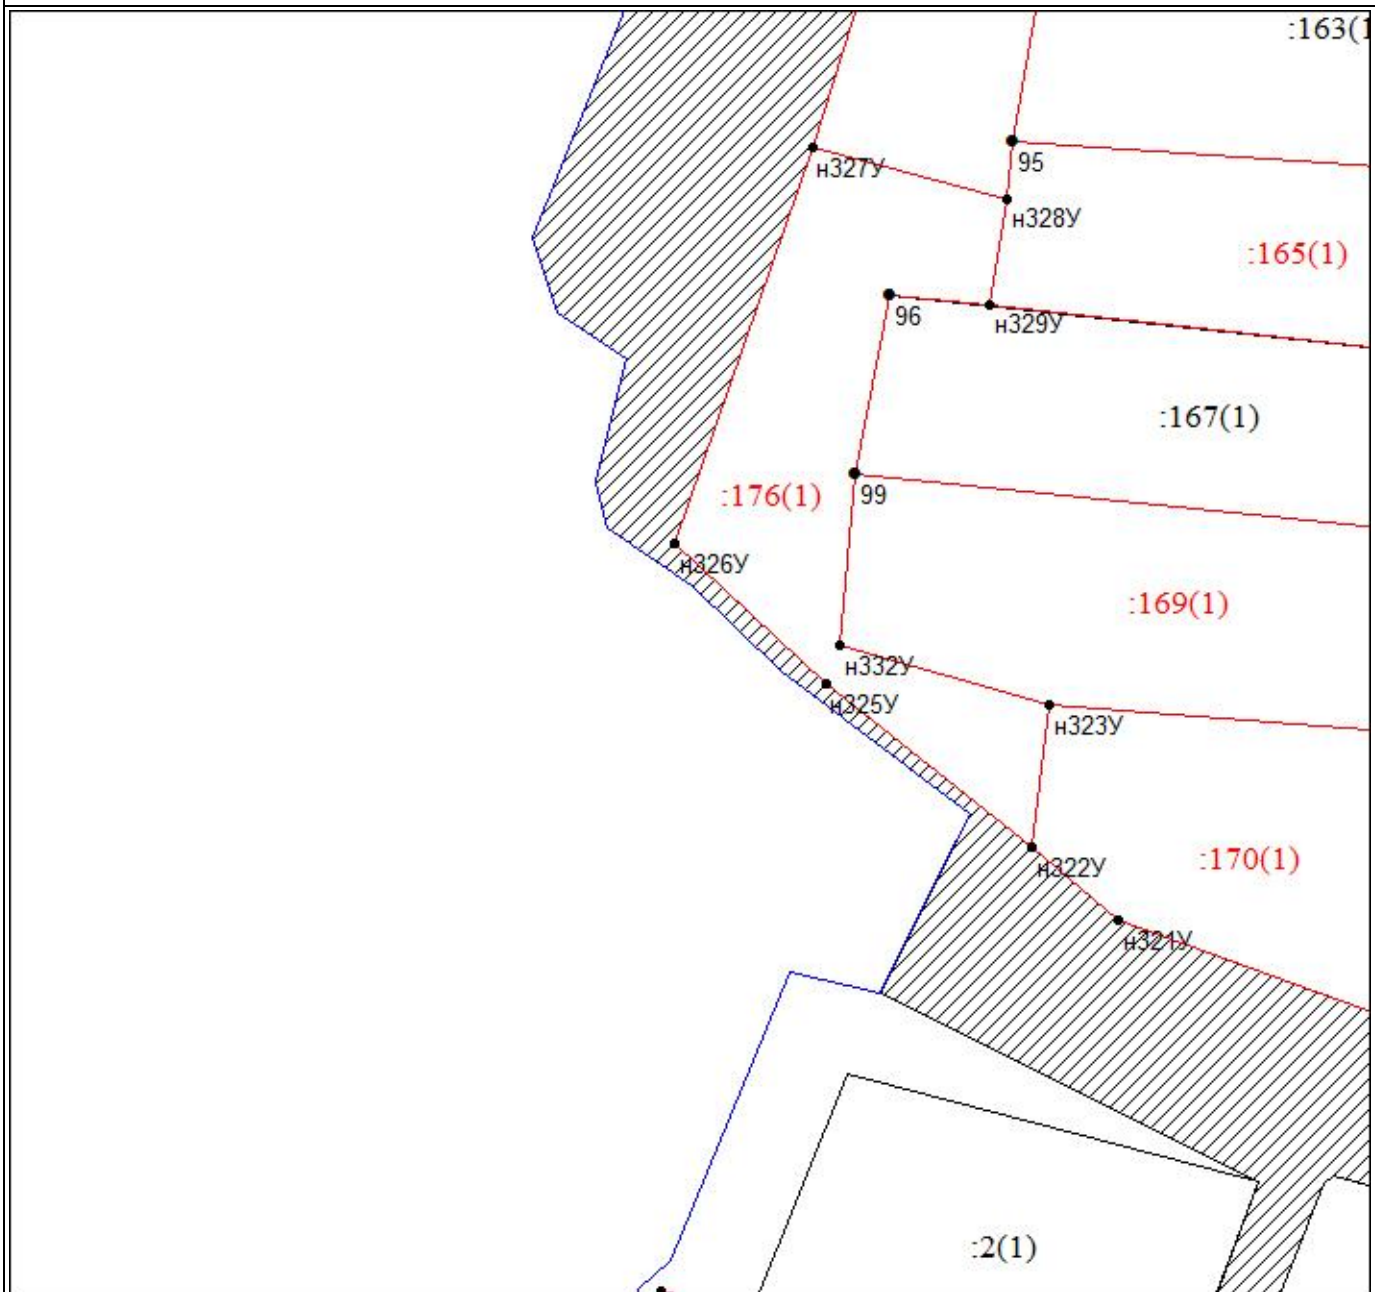 :163(1
95
н327У
н328У
:165(1)
96
н329У
:167(1)
:176(1)
99
н326У
:169(1)
н332У
н325У
н323У
:170(1)
н322У
н321У
:2(1)